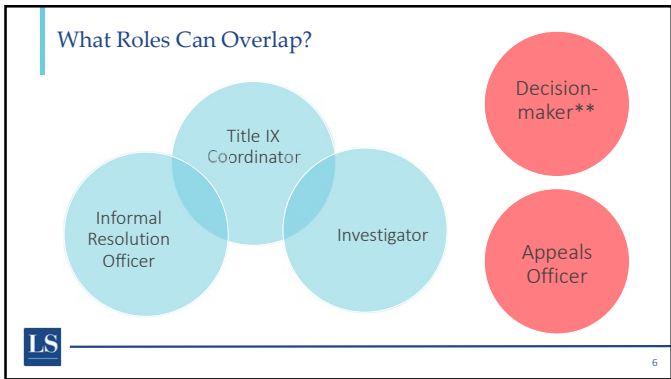 What Roles Can Overlap?
Title IX
Coordinator
Informal
Resolution
Officer
Investigator
Decision-
maker**
Appeals
Officer
LS
6